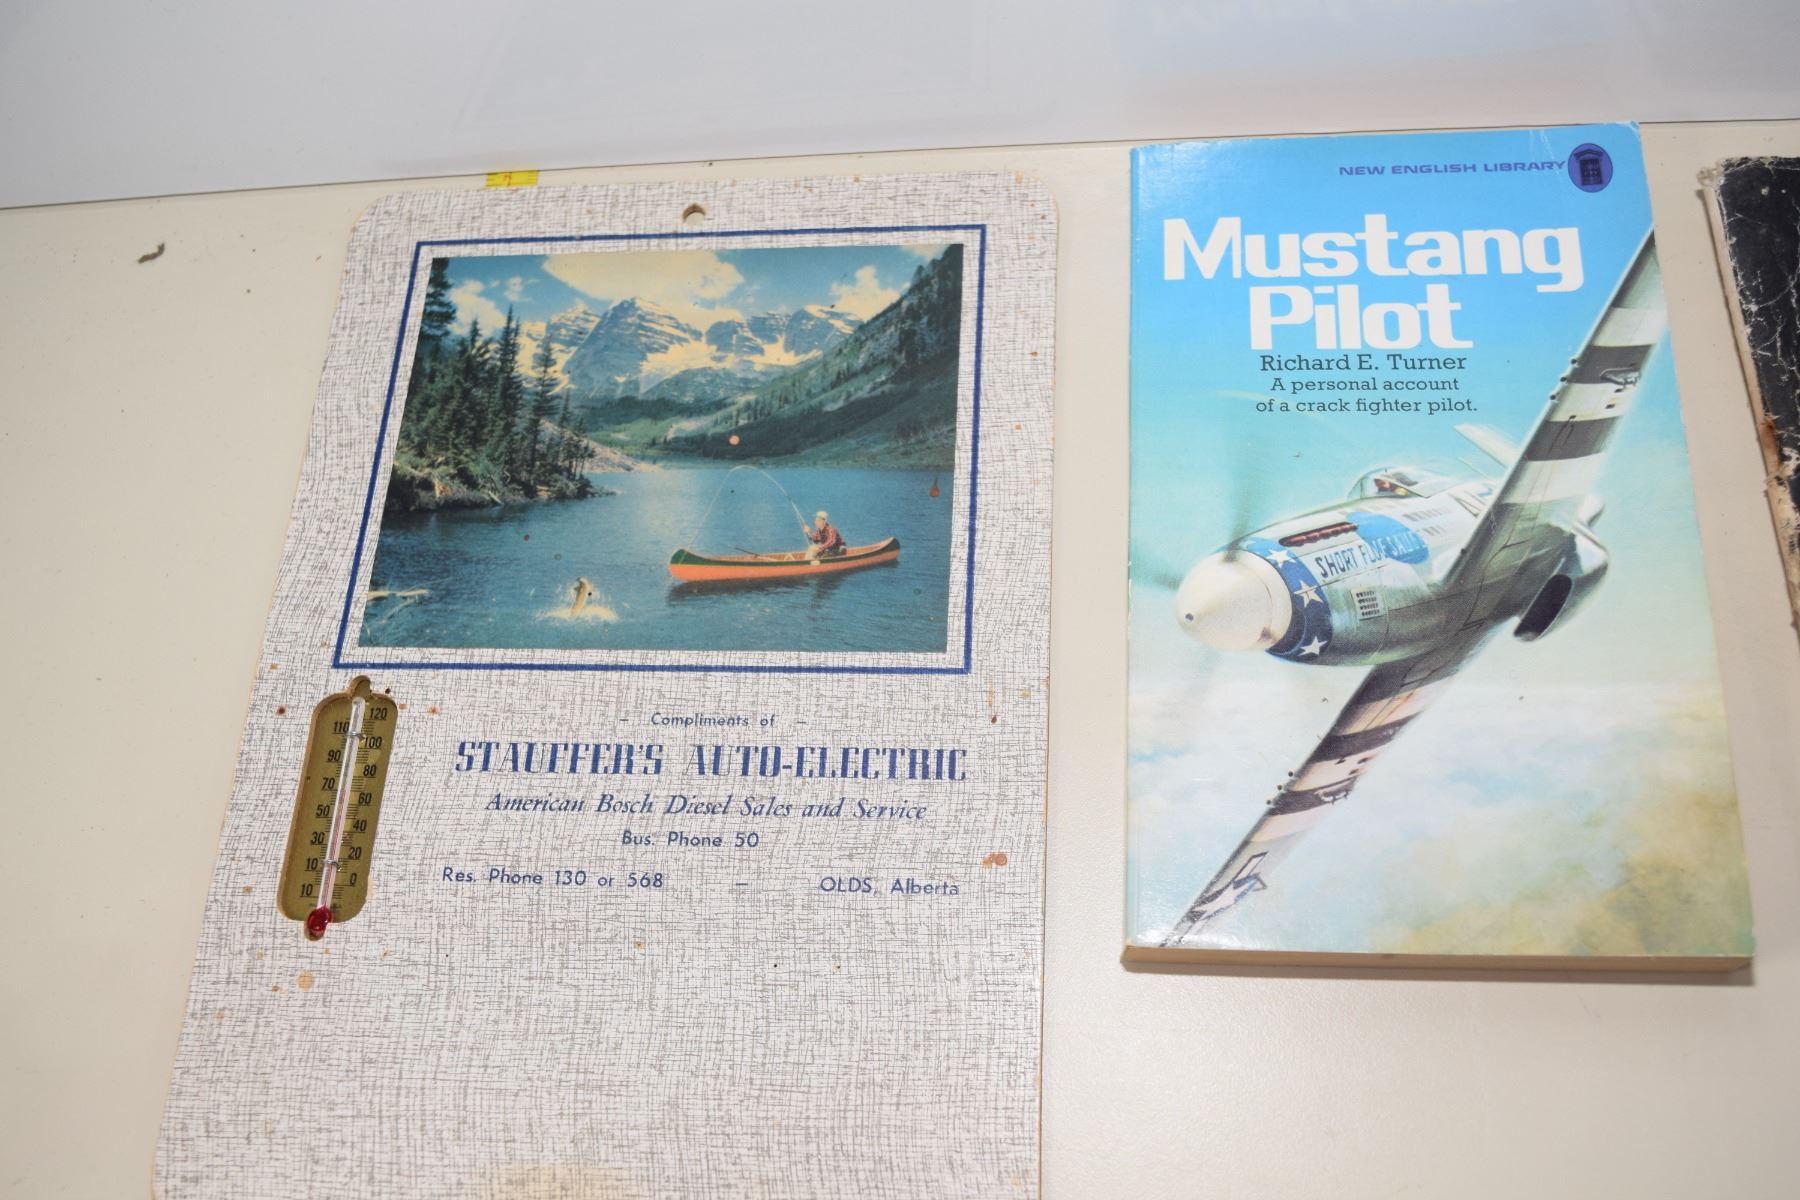 – Compliments of –
STAUFFER'S AUTO-ELECTRIC
American Bosch Diesel Sales and Service
Bus. Phone 50
Res. Phone 130 or 568 – OLDS, Alberta
120
110
100
90
80
70
60
50
40
30
20
10
0
10
NEW ENGLISH LIBRARY
Mustang
Pilot
Richard E. Turner
A personal account
of a crack fighter pilot.
SHORT